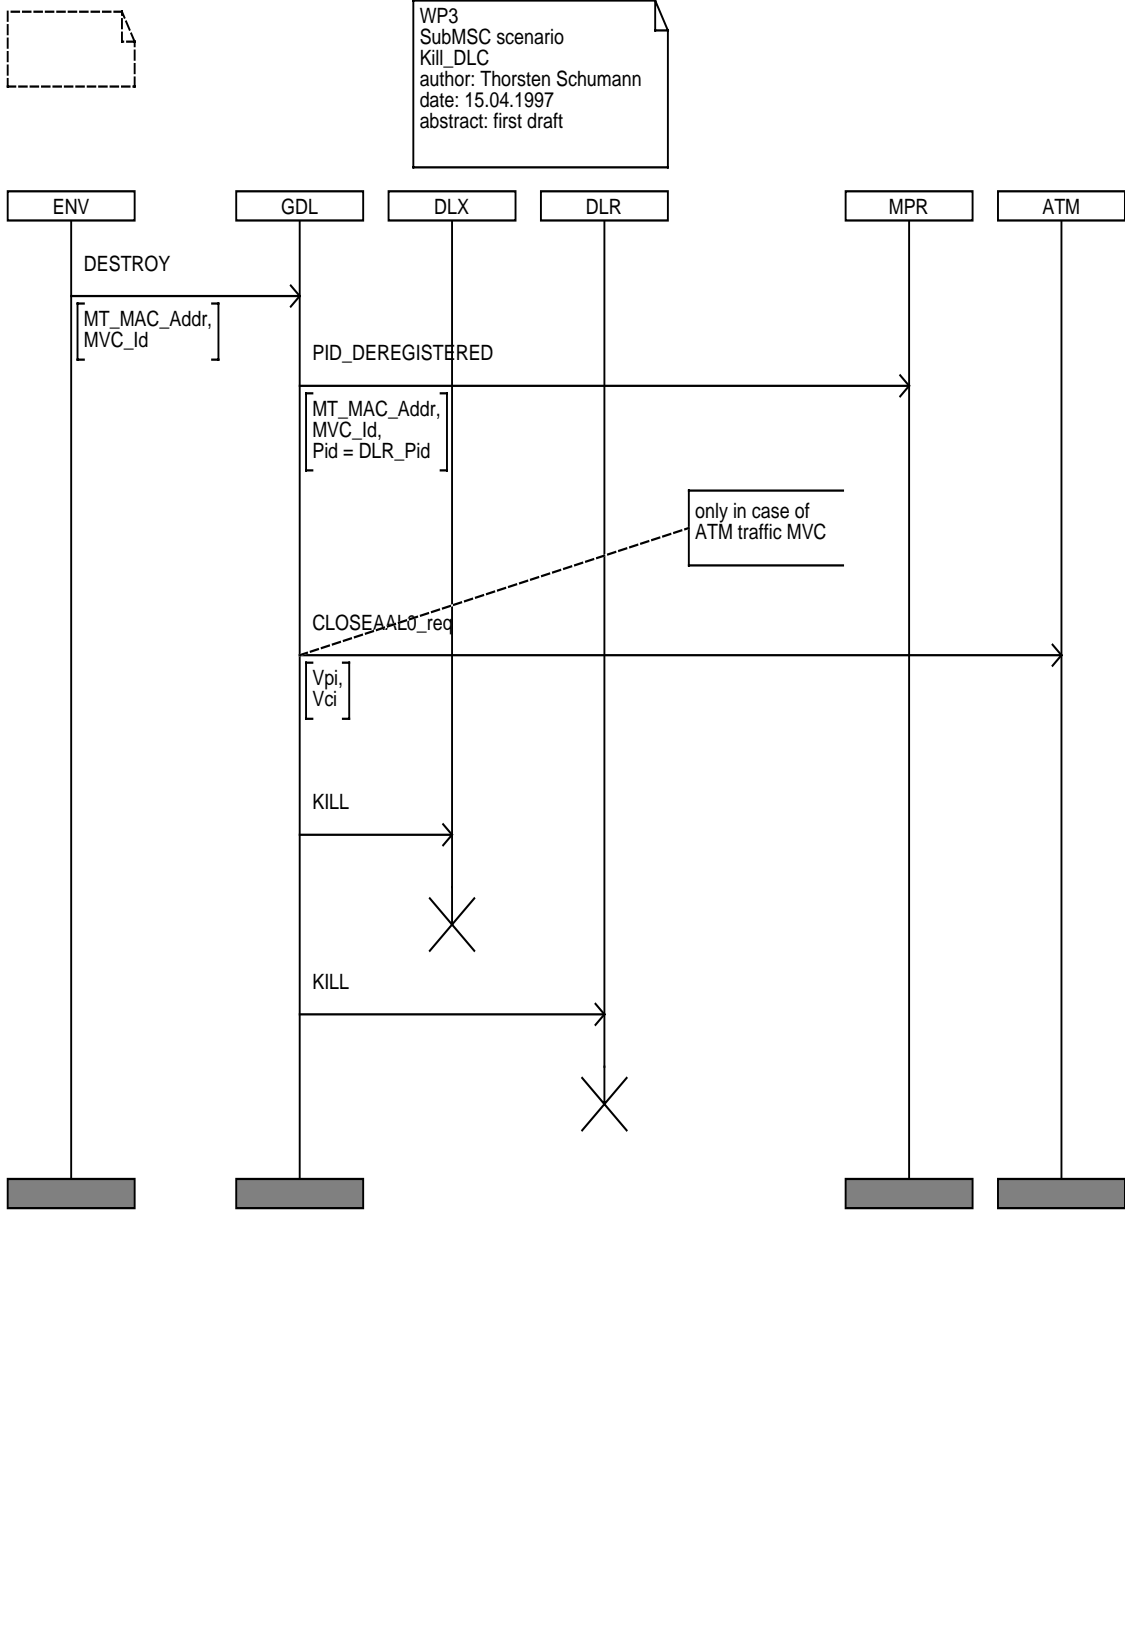 WP3
SubMSC scenario
Kill_DLC
author: Thorsten Schumann
date: 15.04.1997
abstract: first draft
ENV
GDL
DLX
DLR
MPR
ATM
DESTROY
MT_MAC_Addr,
MVC_Id
PID_DEREGISTERED
MT_MAC_Addr,
MVC_Id,
Pid = DLR_Pid
only in case of
ATM traffic MVC
CLOSEAAL0_req
Vpi,
Vci
KILL
KILL